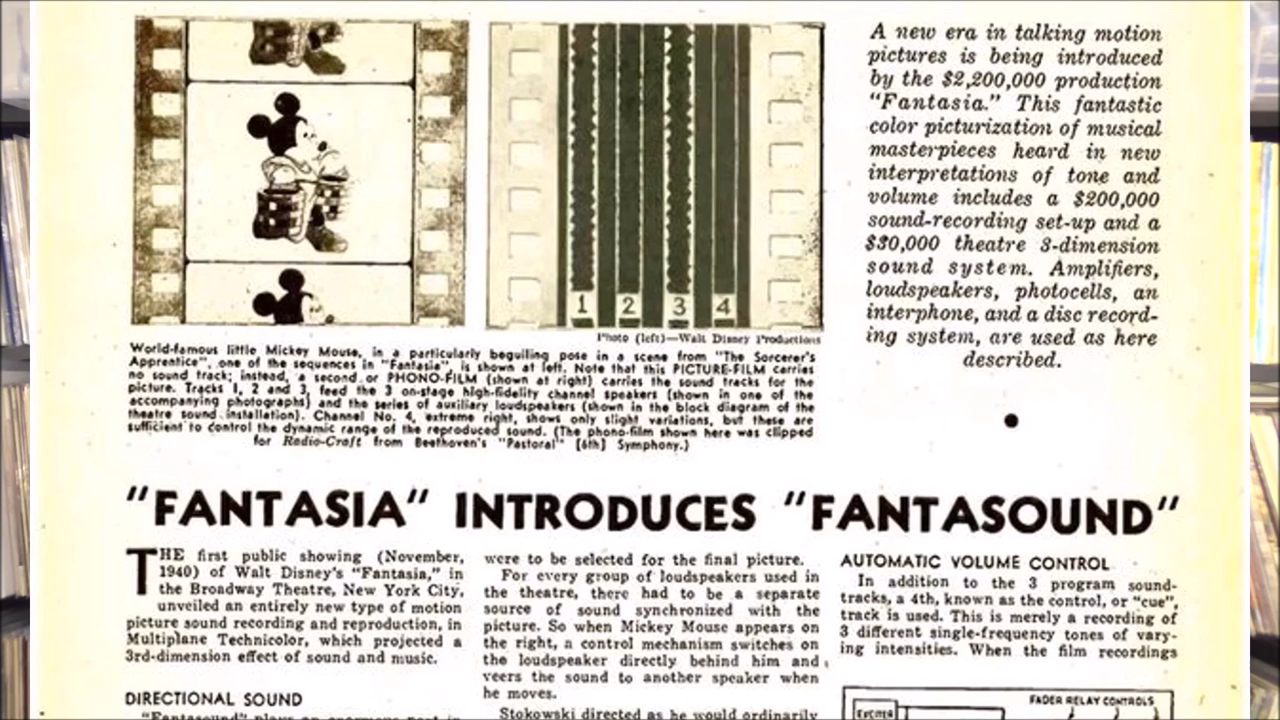 A new era in talking motion
pictures is being introduced
by the $2,200,000 production
"Fantasia." This fantastic
color picturization of musical
masterpieces heard in new
interpretations of tone and
volume includes a $200,000
sound-recording set-up and a
$30,000 theatre 3-dimension
sound system. Amplifiers,
loudspeakers, photocells, an
interphone, and a disc record-
ing system, are used as here
described.
1 2 3 4
Photo (left)—Walt Disney Productions
World-famous little Mickey Mouse, in a particularly beguiling pose in a scene from "The Sorcerer's
Apprentice", one of the sequences in "Fantasia" is shown at left. Note that this PICTURE-FILM carries
no sound track; instead, a second or PHONO-FILM (shown at right) carries the sound tracks for the
picture. Tracks 1, 2 and 3 feed the 3 on-stage high-fidelity channel speakers (shown in one of the
accompanying photographs) and the series of auxiliary loudspeakers (shown in the block diagram of the
theatre sound installation). Channel No. 4, extreme right, shows only slight variations, but these are
sufficient to control the dynamic range of the reproduced sound. (The phono-film shown here was clipped
for Radio-Craft from Beethoven's "Pastoral" [6th] Symphony.)
"FANTASIA" INTRODUCES "FANTASOUND"
THE first public showing (November,
1940) of Walt Disney's "Fantasia," in
the Broadway Theatre, New York City,
unveiled an entirely new type of motion
picture sound recording and reproduction, in
Multiplane Technicolor, which projected a
3rd-dimension effect of sound and music.
DIRECTIONAL SOUND
"Fantasound" plays an enormous part in
were to be selected for the final picture.
For every group of loudspeakers used in
the theatre, there had to be a separate
source of sound synchronized with the
picture. So when Mickey Mouse appears on
the right, a control mechanism switches on
the loudspeaker directly behind him and
veers the sound to another speaker when
he moves.
Stokowski directed as he would ordinarily
AUTOMATIC VOLUME CONTROL
In addition to the 3 program sound-
tracks, a 4th, known as the control, or "cue",
track is used. This is merely a recording of
3 different single-frequency tones of vary-
ing intensities. When the film recordings
FADER RELAY CONTROLS
EXCITER